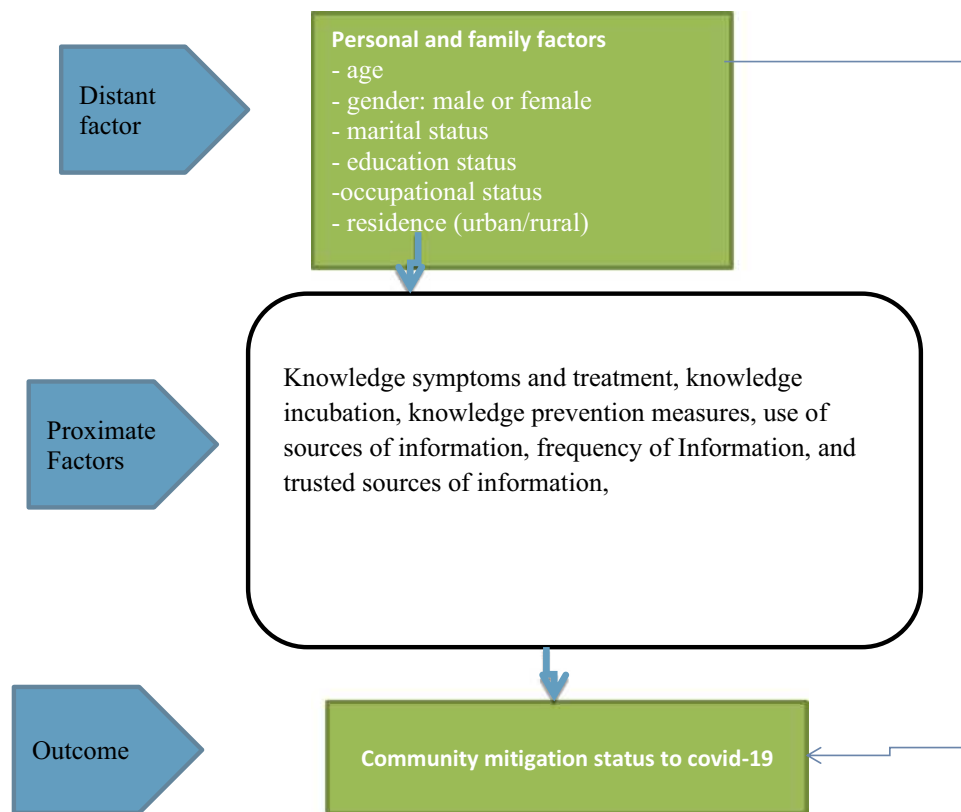 Distant
factor
Personal and family factors
- age
- gender: male or female
- marital status
- education status
-occupational status
- residence (urban/rural)
Proximate
Factors
Knowledge symptoms and treatment, knowledge
incubation, knowledge prevention measures, use of
sources of information, frequency of Information, and
trusted sources of information,
Outcome
Community mitigation status to covid-19